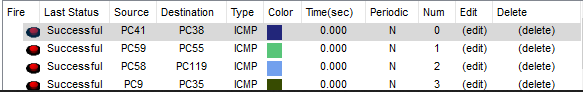 Fire Last Status Source Destination Type Color Time(sec) Periodic Num Edit Delete
Successful PC41 PC38 ICMP 0.000 N 0 (edit) (delete)
Successful PC59 PC55 ICMP 0.000 N 1 (edit) (delete)
Successful PC58 PC119 ICMP 0.000 N 2 (edit) (delete)
Successful PC9 PC35 ICMP 0.000 N 3 (edit) (delete)